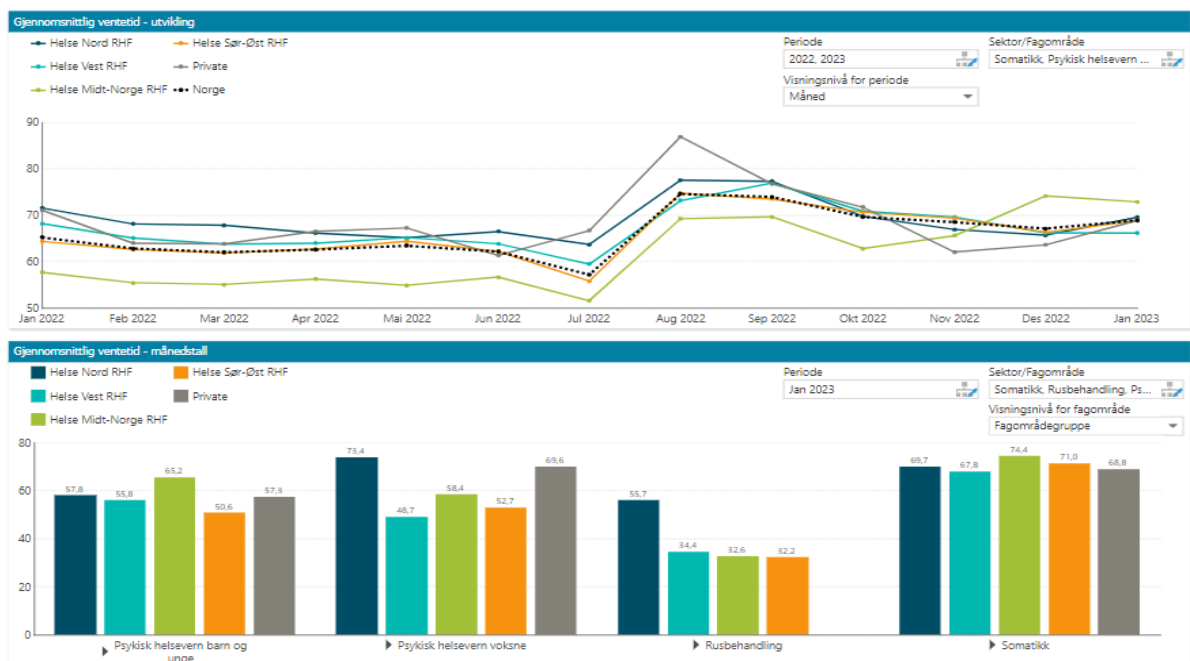 Gjennomsnittlig ventetid - utvikling
Helse Nord RHF
Helse Sør-Øst RHF
Helse Vest RHF
Private
Helse Midt-Norge RHF
Norge
Periode
2022, 2023
Sektor/Fagområde
Somatikk, Psykisk helsevern ...
Visningsnivå for periode
Måned
90
80
70
60
50
Jan 2022 Feb 2022 Mar 2022 Apr 2022 Mai 2022 Jun 2022 Jul 2022 Aug 2022 Sep 2022 Okt 2022 Nov 2022 Des 2022 Jan 2023
Gjennomsnittlig ventetid - månedstall
Helse Nord RHF
Helse Sør-Øst RHF
Helse Vest RHF
Private
Helse Midt-Norge RHF
Periode
Jan 2023
Sektor/Fagområde
Somatikk, Rusbehandling, Ps...
Visningsnivå for fagområde
Fagområdegruppe
80
60
40
20
0
57,8 55,8 65,2 50,6 57,3
73,4 48,7 58,4 52,7 69,6
55,7 34,4 32,6 32,2
69,7 67,8 74,4 71,0 68,8
Psykisk helsevern barn og
unge
Psykisk helsevern voksne
Rusbehandling
Somatikk